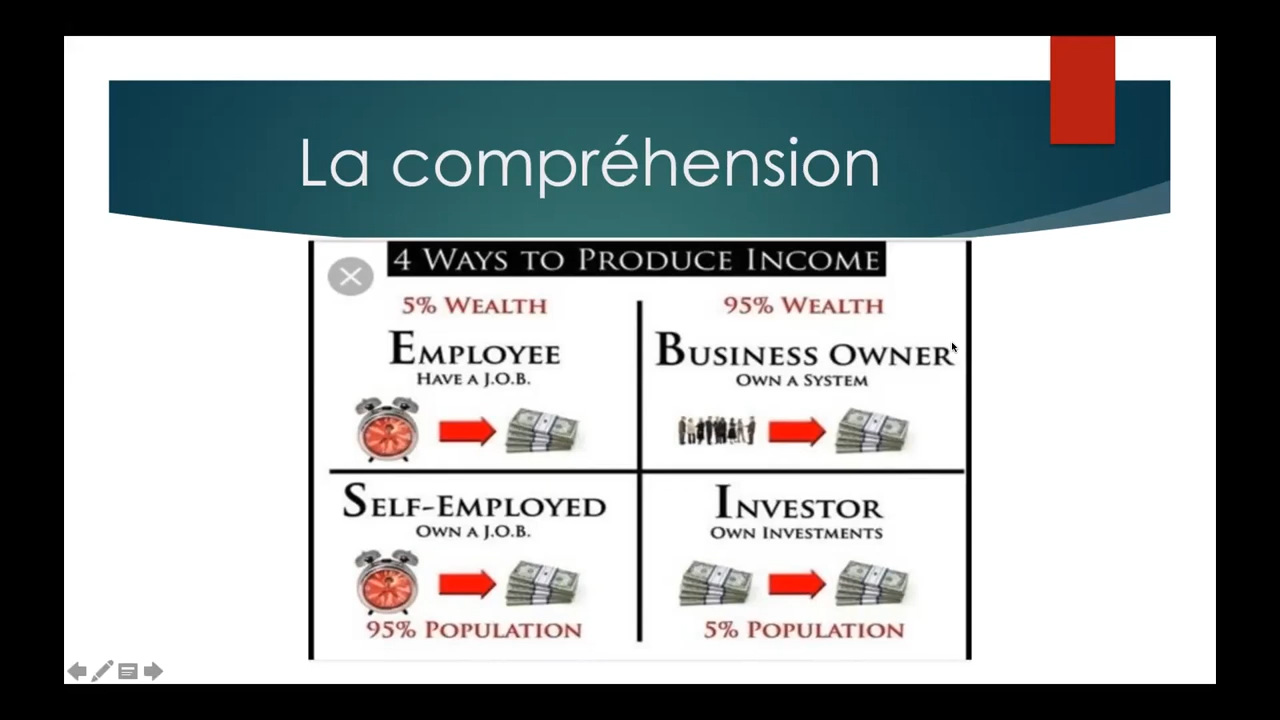 La compréhension
4 WAYS TO PRODUCE INCOME
5% WEALTH
95% WEALTH
EMPLOYEE
HAVE A J.O.B.
BUSINESS OWNER
OWN A SYSTEM
SELF-EMPLOYED
OWN A J.O.B.
INVESTOR
OWN INVESTMENTS
95% POPULATION
5% POPULATION